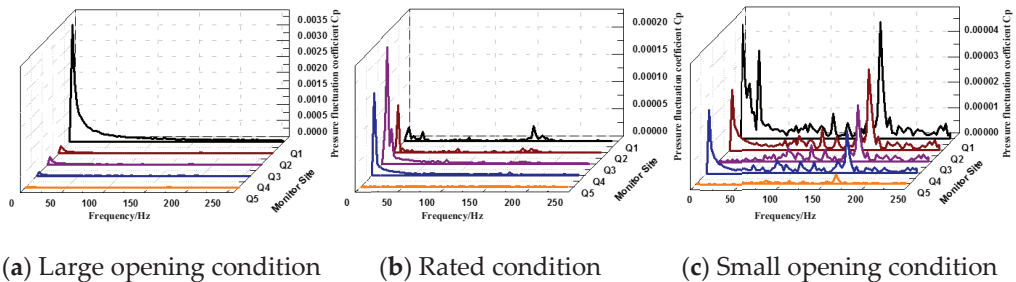 0.0035
0.0030
0.0025
0.0020
0.0015
0.0010
0.0005
0.0000
Pressure fluctuation coefficient Cp
Q1
Q2
Q3
Q4
Q5
Monitor Site
0 50 100 150 200 250
Frequency/Hz
(a) Large opening condition
0.00020
0.00015
0.00010
0.00005
0.00000
Pressure fluctuation coefficient Cp
Q1
Q2
Q3
Q4
Q5
Monitor Site
0 50 100 150 200 250
Frequency/Hz
(b) Rated condition
0.00004
0.00003
0.00002
0.00001
0.00000
Pressure fluctuation coefficient Cp
Q1
Q2
Q3
Q4
Q5
Monitor Site
0 50 100 150 200 250
Frequency/Hz
(c) Small opening condition